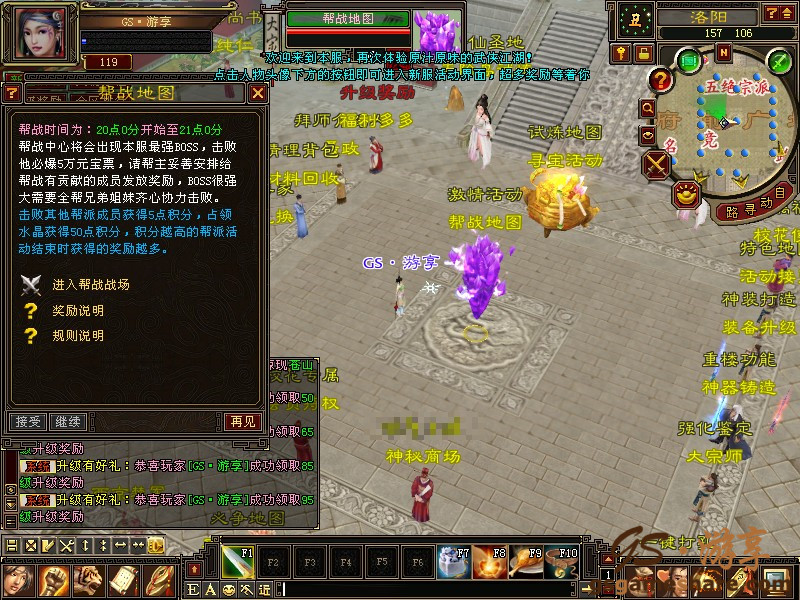 GS·游享
119
帮战地图
洛阳
157 106
丑
N
欢迎来到本服，再次体验原汁原味的武侠江湖！
点击人物头像下方的按钮即可进入新服活动界面，超多奖励等着你
帮战地图
帮战时间为：20点0分开始至21点0分
帮战中心将会出现本服最强BOSS，击败
他必爆5万元宝票，请帮主妥善安排给
帮战有贡献的成员发放奖励，BOSS很强
大需要全帮兄弟姐妹齐心协力击败。
击败其他帮派成员获得5点积分，占领
水晶获得50点积分，积分越高的帮派活
动结束时获得的奖励越多。
进入帮战战场
奖励说明
规则说明
接受
继续
再见
尚书
仙圣地
升级奖励
福利多多
清理背包
材料回收
试炼地图
寻宝活动
激情活动
帮战地图
GS·游享
五绝宗派
自动寻路
特色地
活动接
神装打造
装备升级
重楼功能
神器铸造
强化鉴定
大宗师
神秘商场
义争地图
级升级奖励
升级有好礼：恭喜玩家[GS·游享]成功领取85
级升级奖励
升级有好礼：恭喜玩家[GS·游享]成功领取95
级升级奖励
F1
F2
F3
F4
F5
F6
F7
F8
F9
F10
E
A
近
GS·游享